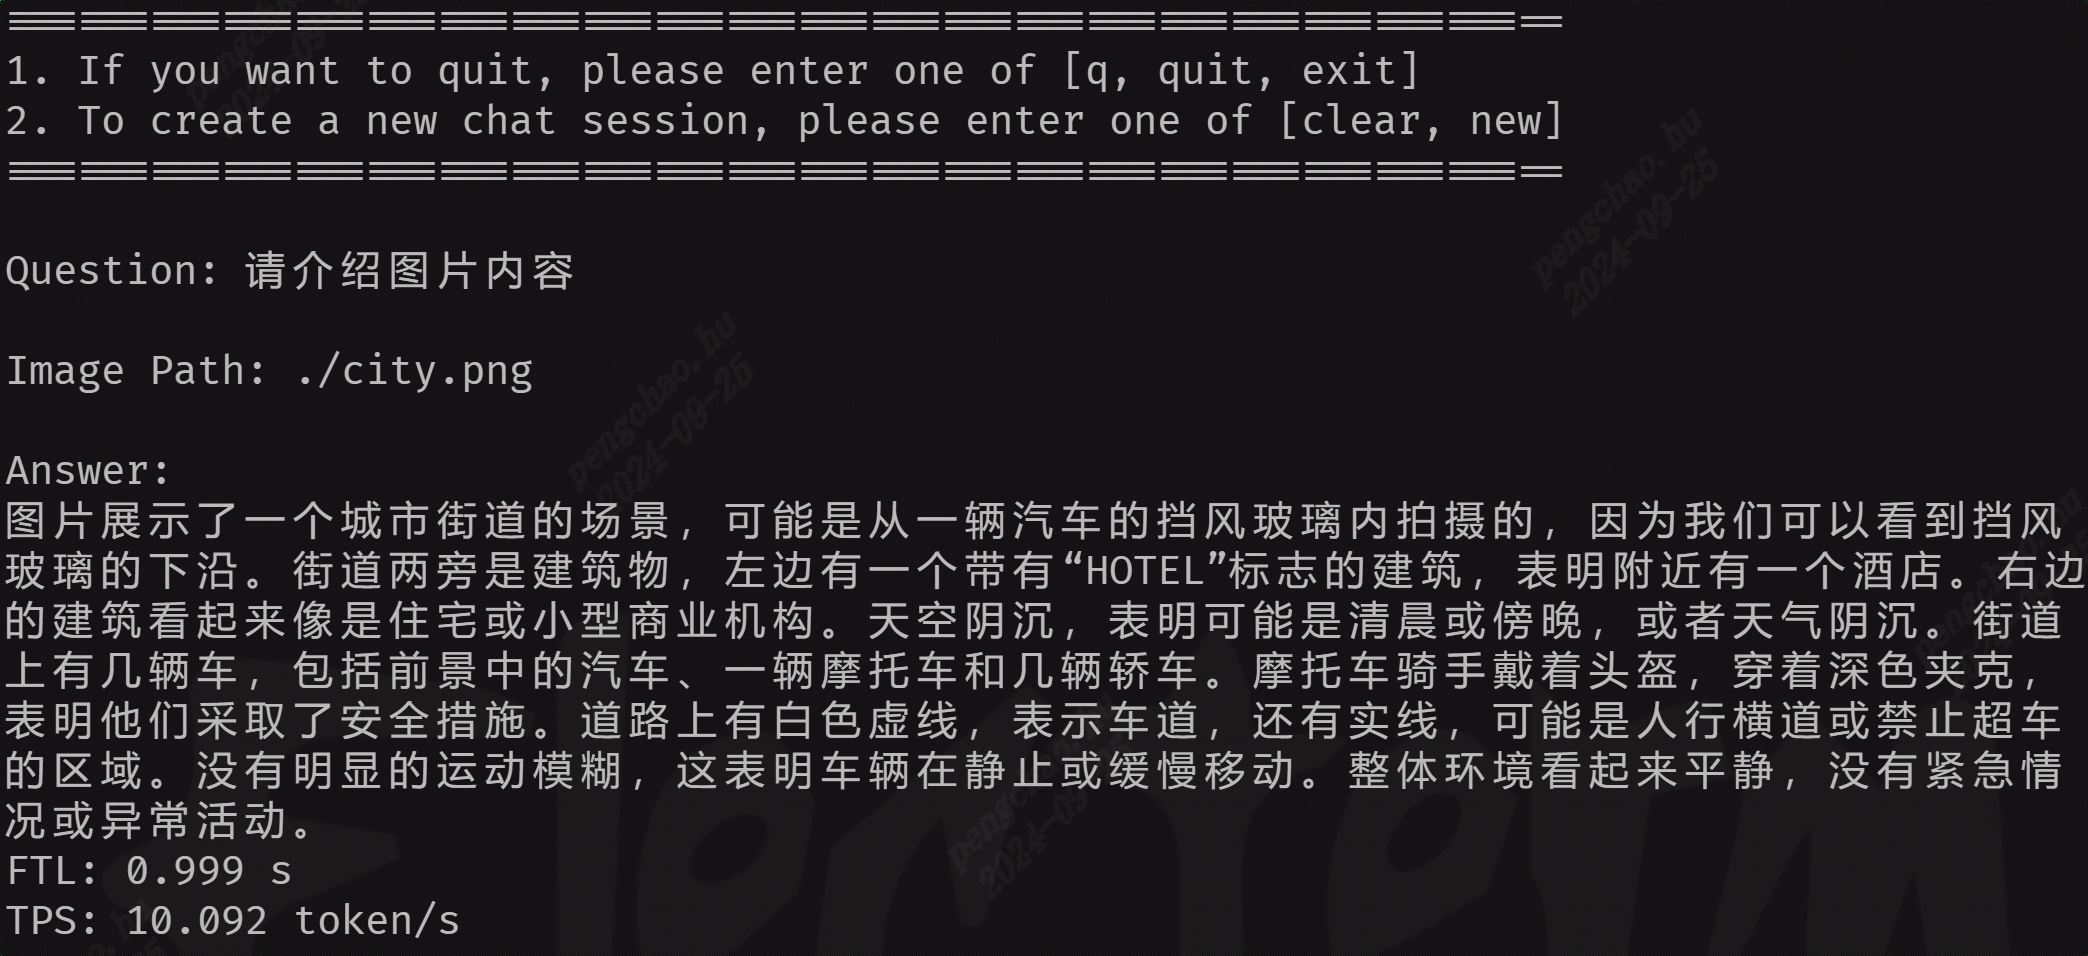 ================================================================
1. If you want to quit, please enter one of [q, quit, exit]
2. To create a new chat session, please enter one of [clear, new]
================================================================
Question: 请介绍图片内容
Image Path: ./city.png
Answer:
图片展示了一个城市街道的场景，可能是从一辆汽车的挡风玻璃内拍摄的，因为我们可以看到挡风
玻璃的下沿。街道两旁是建筑物，左边有一个带有“HOTEL”标志的建筑，表明附近有一个酒店。右边
的建筑看起来像是住宅或小型商业机构。天空阴沉，表明可能是清晨或傍晚，或者天气阴沉。街道
上有几辆车，包括前景中的汽车、一辆摩托车和几辆轿车。摩托车骑手戴着头盔，穿着深色夹克，
表明他们采取了安全措施。道路上有白色虚线，表示车道，还有实线，可能是人行横道或禁止超车
的区域。没有明显的运动模糊，这表明车辆在静止或缓慢移动。整体环境看起来平静，没有紧急情
况或异常活动。
FTL: 0.999 s
TPS: 10.092 token/s
pengchao.hu
2024-09-25